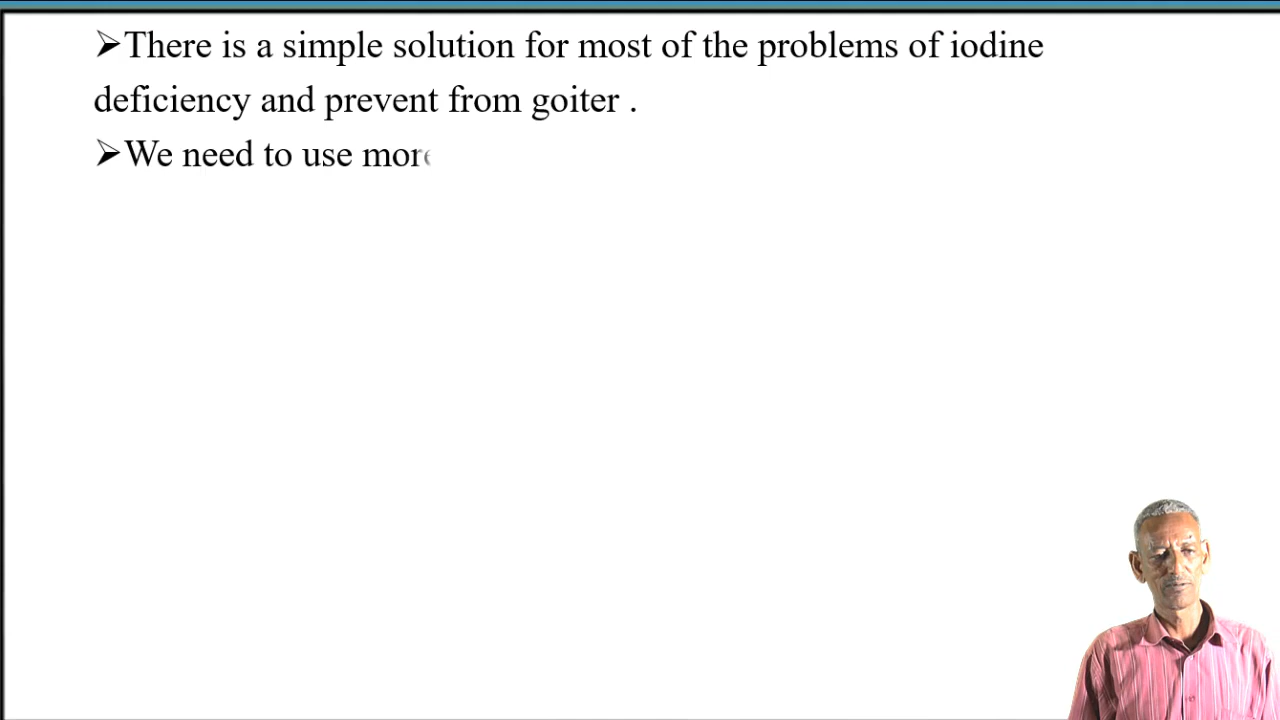 ➢There is a simple solution for most of the problems of iodine
deficiency and prevent from goiter .
➢We need to use more